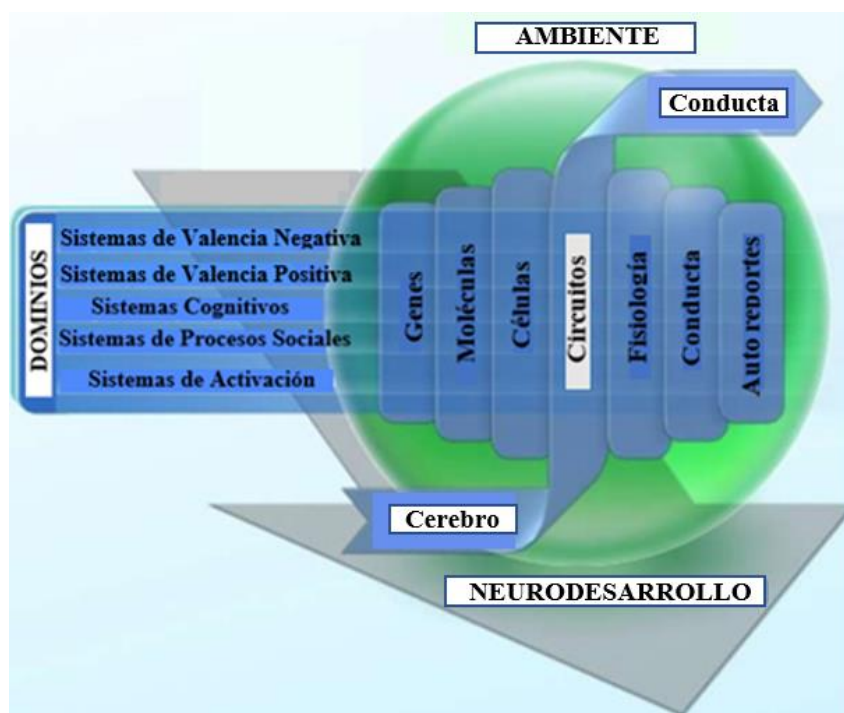 AMBIENTE
Conducta
DOMINIOS
Sistemas de Valencia Negativa
Sistemas de Valencia Positiva
Sistemas Cognitivos
Sistemas de Procesos Sociales
Sistemas de Activación
Genes
Moléculas
Células
Circuitos
Fisiología
Conducta
Auto reportes
Cerebro
NEURODESARROLLO